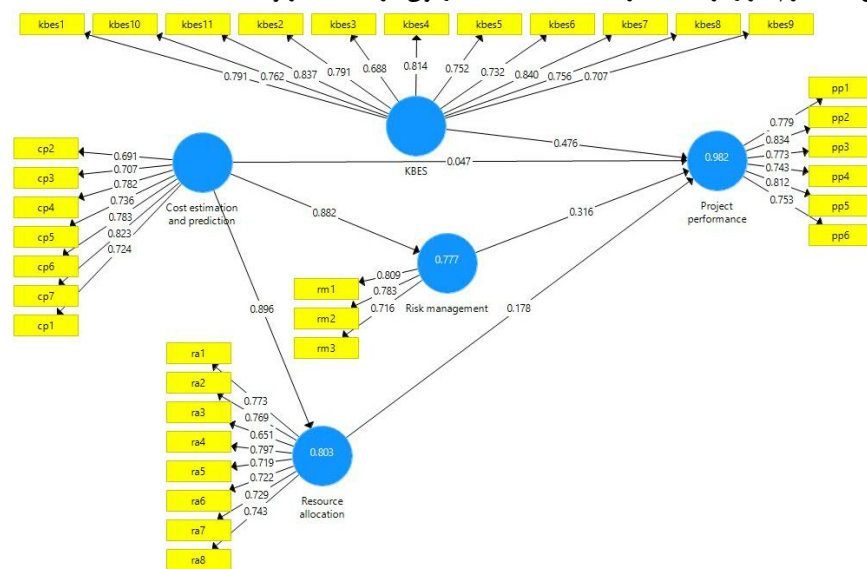 kbes1 kbes10 kbes11 kbes2 kbes3 kbes4 kbes5 kbes6 kbes7 kbes8 kbes9
0.791 0.762 0.837 0.791 0.688 0.814 0.752 0.732 0.840 0.756 0.707
KBES
cp2
cp3
cp4
cp5
cp6
cp7
cp1
0.691
0.707
0.782
0.736
0.783
0.823
0.724
Cost estimation
and prediction
0.476
0.047
0.882
0.316
0.896
0.178
0.982
Project
performance
0.779
0.834
0.773
0.743
0.812
0.753
pp1
pp2
pp3
pp4
pp5
pp6
0.777
Risk management
rm1
rm2
rm3
0.809
0.783
0.716
ra1
ra2
ra3
ra4
ra5
ra6
ra7
ra8
0.773
0.769
0.651
0.797
0.719
0.722
0.729
0.743
0.803
Resource
allocation